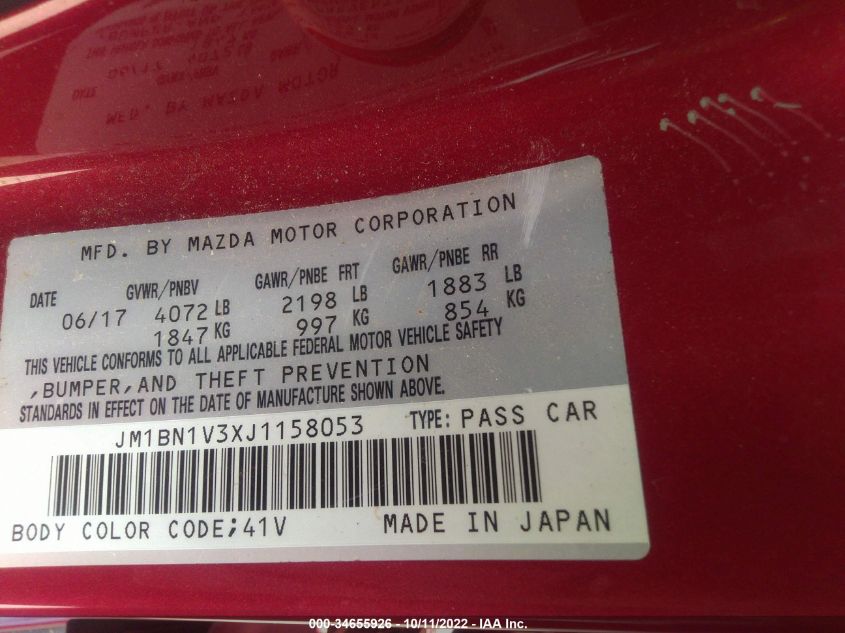 MFD. BY MAZDA MOTOR CORPORATION
DATE GVWR/PNBV GAWR/PNBE FRT GAWR/PNBE RR
06/17 4072 LB 2198 LB 1883 LB
1847 KG 997 KG 854 KG
THIS VEHICLE CONFORMS TO ALL APPLICABLE FEDERAL MOTOR VEHICLE SAFETY
,BUMPER,AND THEFT PREVENTION
STANDARDS IN EFFECT ON THE DATE OF MANUFACTURE SHOWN ABOVE.
JM1BN1V3XJ1158053 TYPE: PASS CAR
BODY COLOR CODE;41V MADE IN JAPAN
000-34655926 - 10/11/2022 - IAA Inc.